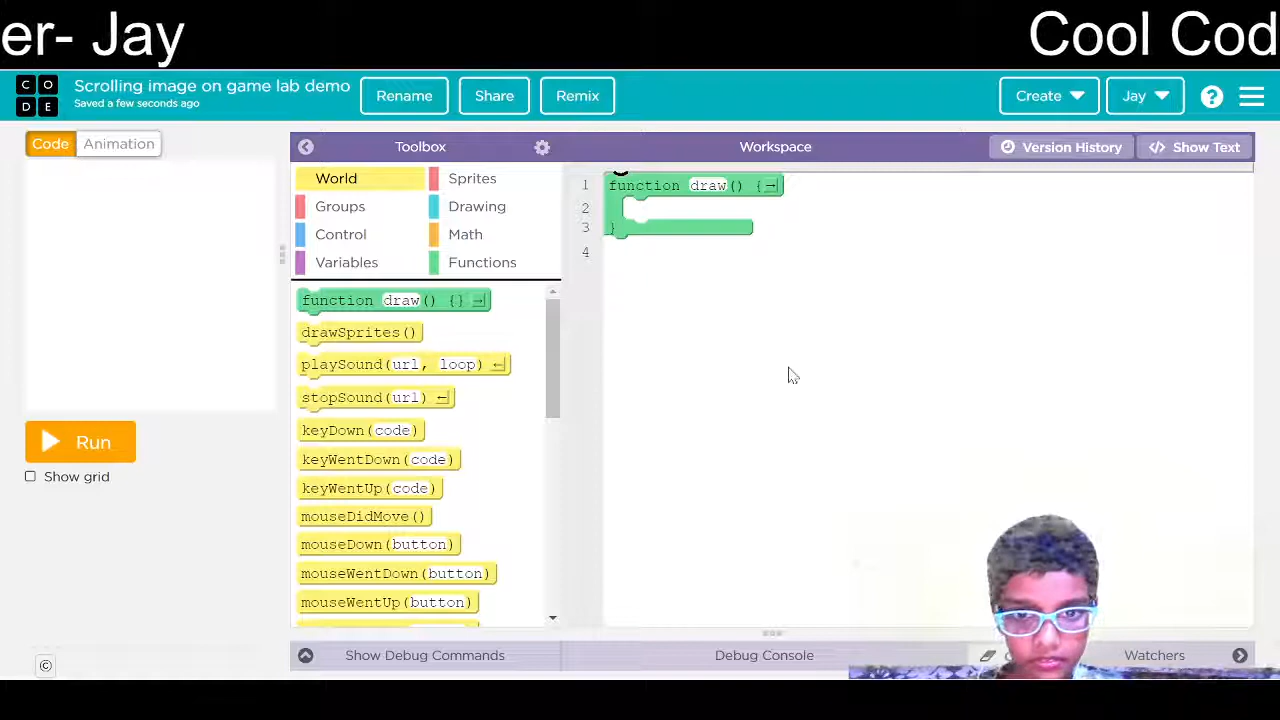 er- Jay
Cool Cod
C O
D E
Scrolling image on game lab demo
Saved a few seconds ago
Rename
Share
Remix
Create
Jay
?
Code
Animation
Toolbox
Workspace
Version History
</> Show Text
World
Sprites
Groups
Drawing
Control
Math
Variables
Functions
function draw() {}
drawSprites()
playSound(url, loop)
stopSound(url)
keyDown(code)
keyWentDown(code)
keyWentUp(code)
mouseDidMove()
mouseDown(button)
mouseWentDown(button)
mouseWentUp(button)
1 function draw() {
2
3 }
4
Run
Show grid
©
Show Debug Commands
Debug Console
Watchers